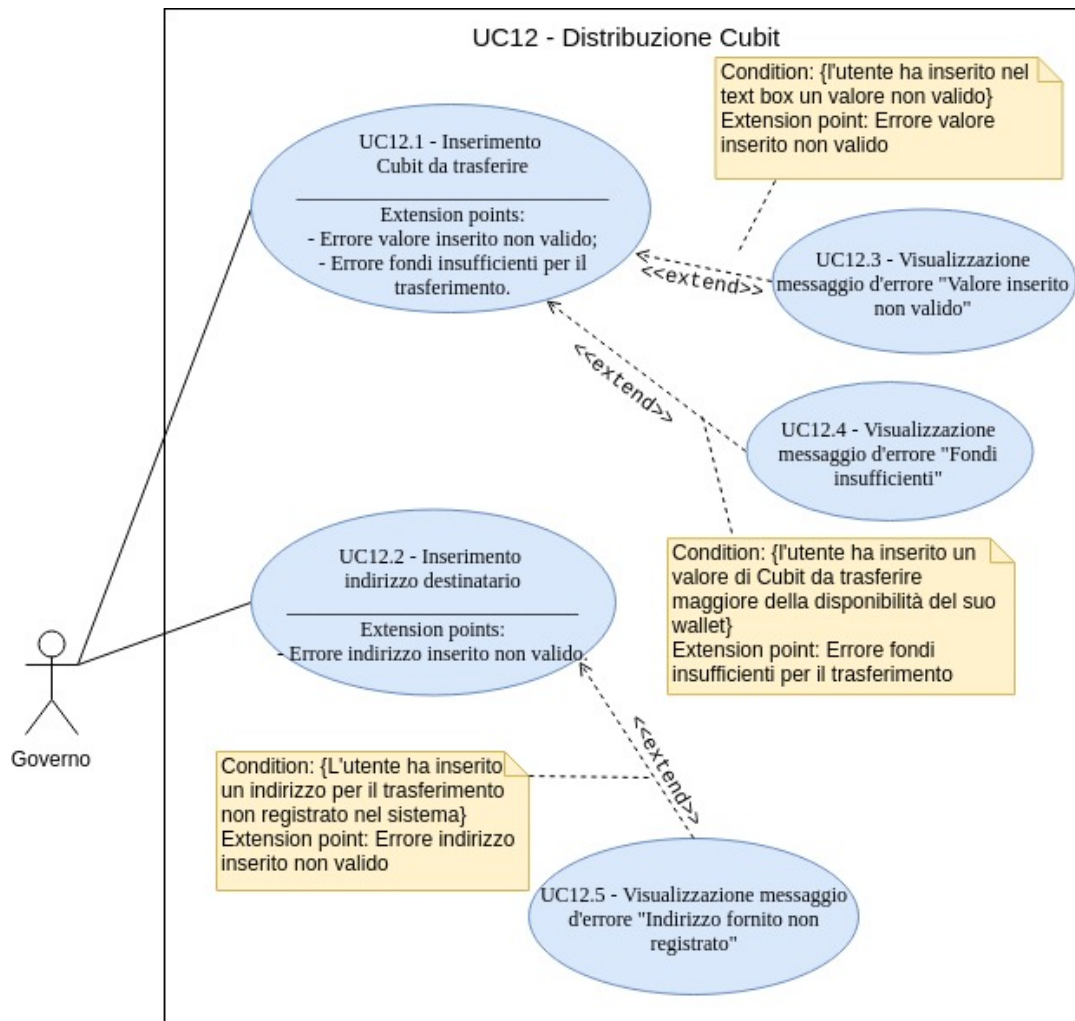 UC12 - Distribuzione Cubit
Condition: {l'utente ha inserito nel
text box un valore non valido}
Extension point: Errore valore
inserito non valido
UC12.1 - Inserimento
Cubit da trasferire
Extension points:
- Errore valore inserito non valido;
- Errore fondi insufficienti per il
trasferimento.
<<extend>>
UC12.3 - Visualizzazione
messaggio d'errore "Valore inserito
non valido"
<<extend>>
UC12.4 - Visualizzazione
messaggio d'errore "Fondi
insufficienti"
Condition: {l'utente ha inserito un
valore di Cubit da trasferire
maggiore della disponibilità del suo
wallet}
Extension point: Errore fondi
insufficienti per il trasferimento
UC12.2 - Inserimento
indirizzo destinatario
Extension points:
- Errore indirizzo inserito non valido.
Governo
<<extend>>
Condition: {L'utente ha inserito
un indirizzo per il trasferimento
non registrato nel sistema}
Extension point: Errore indirizzo
inserito non valido
UC12.5 - Visualizzazione messaggio
d'errore "Indirizzo fornito non
registrato"